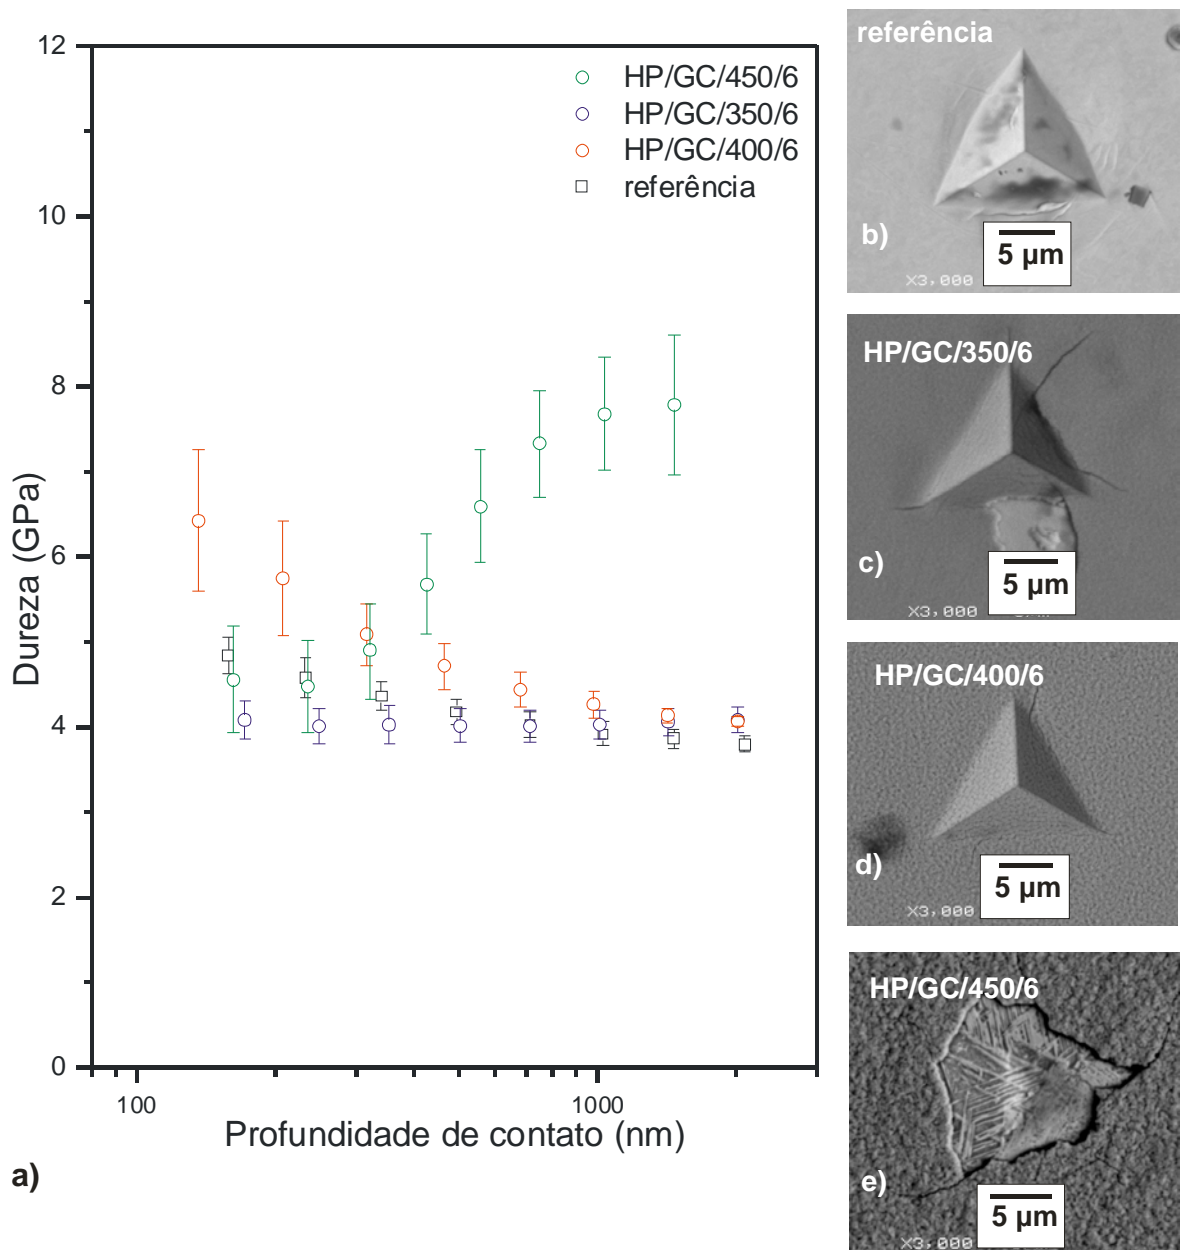 12
10
8
6
4
2
0
Dureza (GPa)
HP/GC/450/6
HP/GC/350/6
HP/GC/400/6
referência
100
1000
Profundidade de contato (nm)
a)
referência
b)
5 µm
X3,000
HP/GC/350/6
c)
5 µm
X3,000
HP/GC/400/6
d)
5 µm
X3,000
HP/GC/450/6
e)
5 µm
X3,000